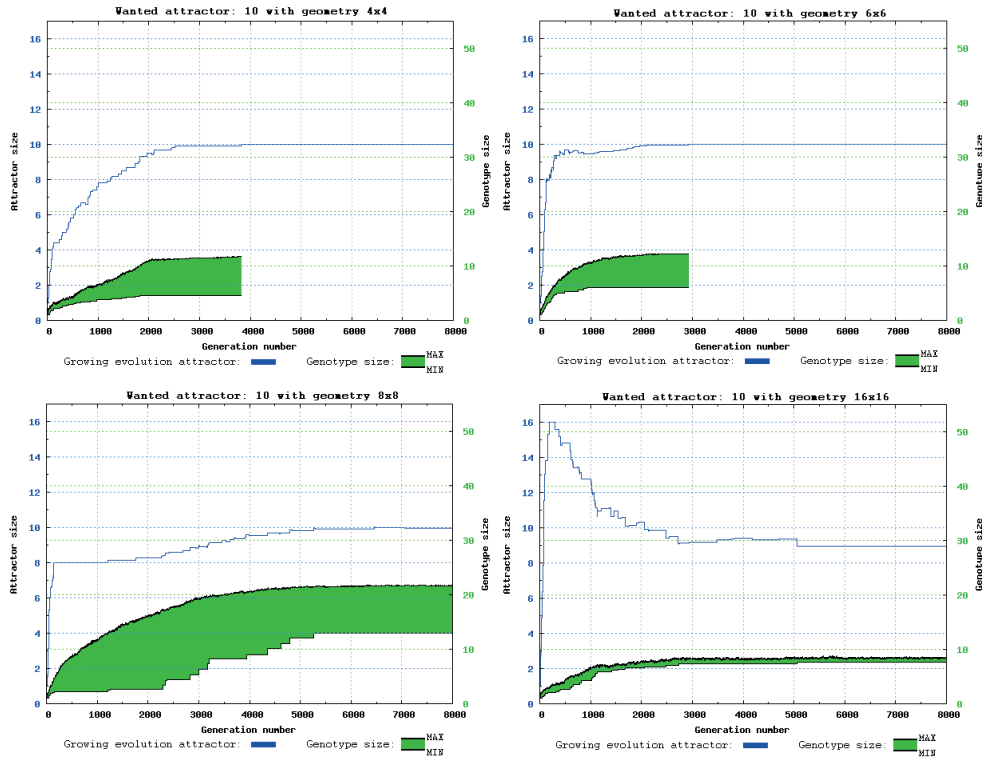 Wanted attractor: 10 with geometry 4x4
16
14
12
10
8
6
4
2
0
50
40
30
20
10
0
Attractor size
Genotype size
0 1000 2000 3000 4000 5000 6000 7000 8000
Generation number
Growing evolution attractor:
Genotype size: MAX
MIN
Wanted attractor: 10 with geometry 6x6
16
14
12
10
8
6
4
2
0
50
40
30
20
10
0
Attractor size
Genotype size
0 1000 2000 3000 4000 5000 6000 7000 8000
Generation number
Growing evolution attractor:
Genotype size: MAX
MIN
Wanted attractor: 10 with geometry 8x8
16
14
12
10
8
6
4
2
0
50
40
30
20
10
0
Attractor size
Genotype size
0 1000 2000 3000 4000 5000 6000 7000 8000
Generation number
Growing evolution attractor:
Genotype size: MAX
MIN
Wanted attractor: 10 with geometry 16x16
16
14
12
10
8
6
4
2
0
50
40
30
20
10
0
Attractor size
Genotype size
0 1000 2000 3000 4000 5000 6000 7000 8000
Generation number
Growing evolution attractor:
Genotype size: MAX
MIN